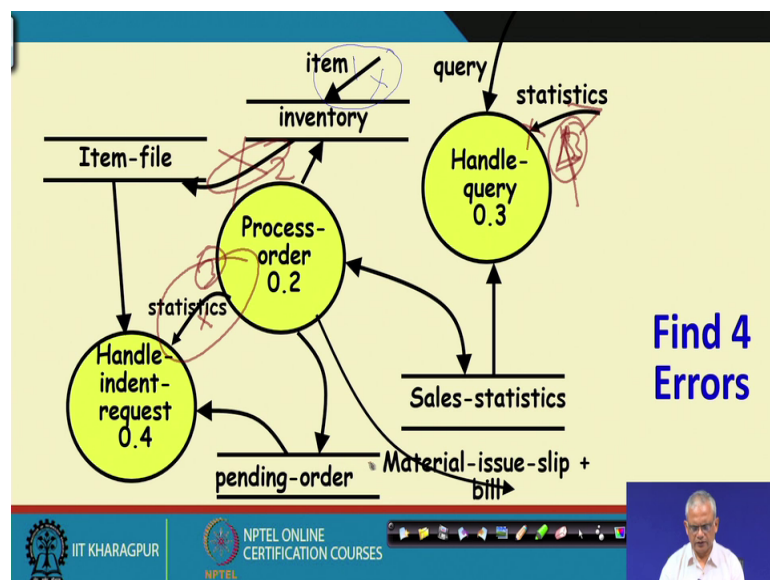 item
query
statistics
inventory
Item-file
Handle-
query
0.3
Process-
order
0.2
statistics
Handle-
indent-
request
0.4
Find 4
Errors
Sales-statistics
pending-order
Material-issue-slip +
bill
IIT KHARAGPUR
NPTEL ONLINE
CERTIFICATION COURSES
NPTEL